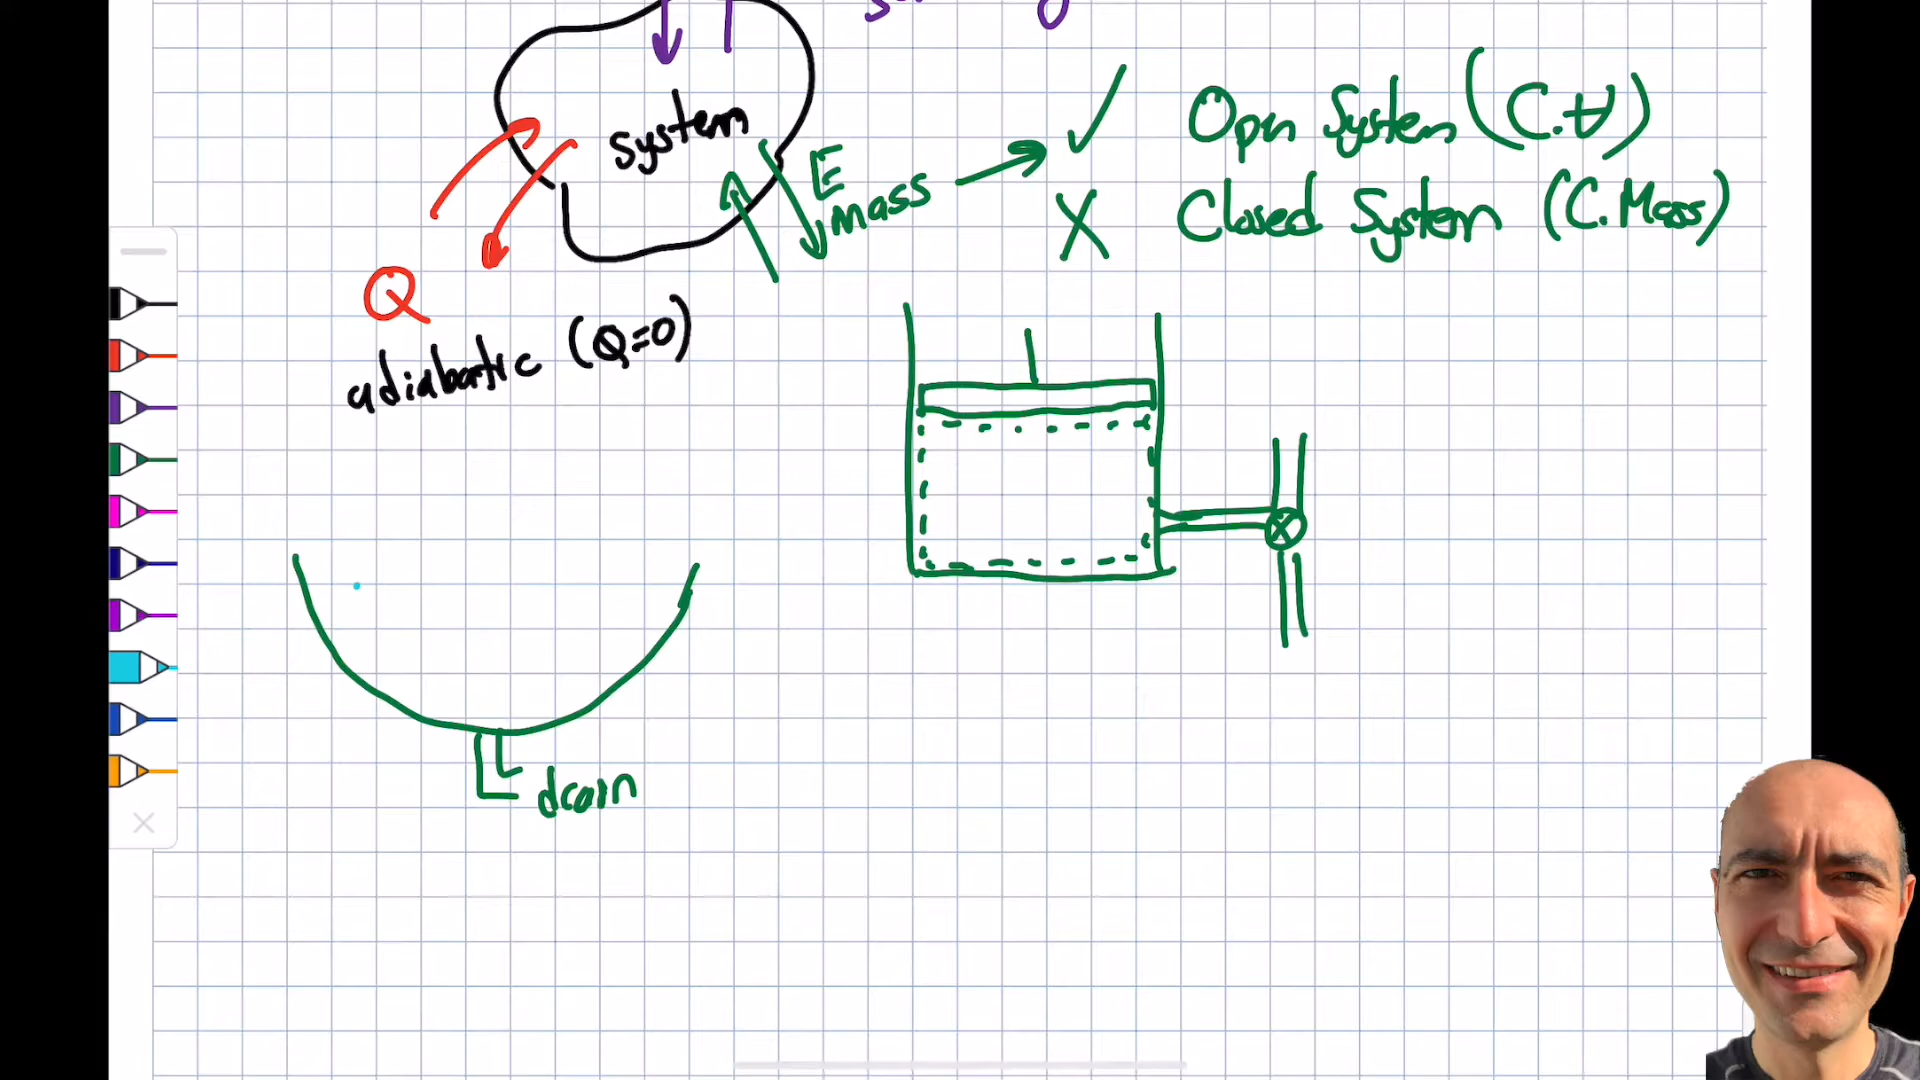 system
E
mass
✓ Open System (C.∀)
X Closed System (C.Mass)
Q
adiabatic (Q=0)
drain